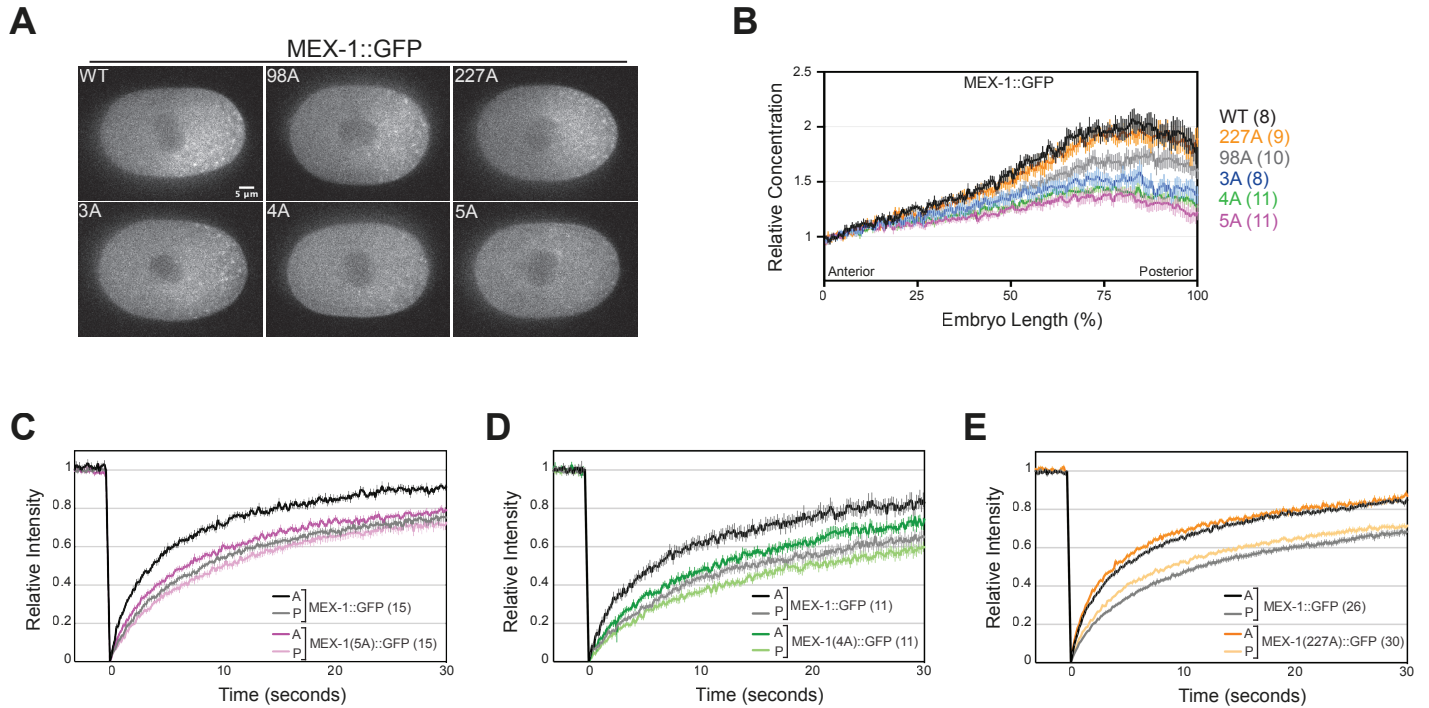 A
MEX-1::GFP
WT
98A
227A
5 µm
3A
4A
5A
B
MEX-1::GFP
2.5
2
1.5
1
Relative Concentration
Anterior
Posterior
0
25
50
75
100
Embryo Length (%)
WT (8)
227A (9)
98A (10)
3A (8)
4A (11)
5A (11)
C
1
0.8
0.6
0.4
0.2
0
Relative Intensity
A
P
MEX-1::GFP (15)
A
P
MEX-1(5A)::GFP (15)
0
10
20
30
Time (seconds)
D
1
0.8
0.6
0.4
0.2
0
Relative Intensity
A
P
MEX-1::GFP (11)
A
P
MEX-1(4A)::GFP (11)
0
10
20
30
Time (seconds)
E
1
0.8
0.6
0.4
0.2
0
Relative Intensity
A
P
MEX-1::GFP (26)
A
P
MEX-1(227A)::GFP (30)
0
10
20
30
Time (seconds)